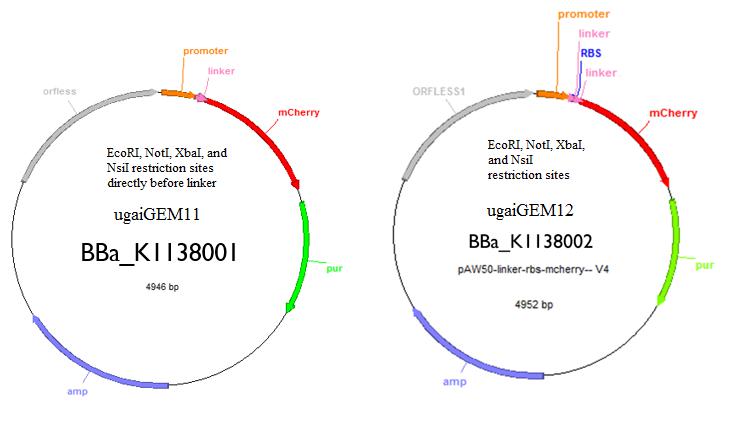 promoter
linker
orfless
mCherry
EcoRI, NotI, XbaI, and
NsiI restriction sites
directly before linker
ugaiGEM11
BBa_K1138001
4946 bp
pur
amp
promoter
linker
RBS
linker
ORFLESS1
mCherry
EcoRI, NotI, XbaI,
and NsiI
restriction sites
ugaiGEM12
BBa_K1138002
pAW50-linker-rbs-mcherry-- V4
4952 bp
pur
amp